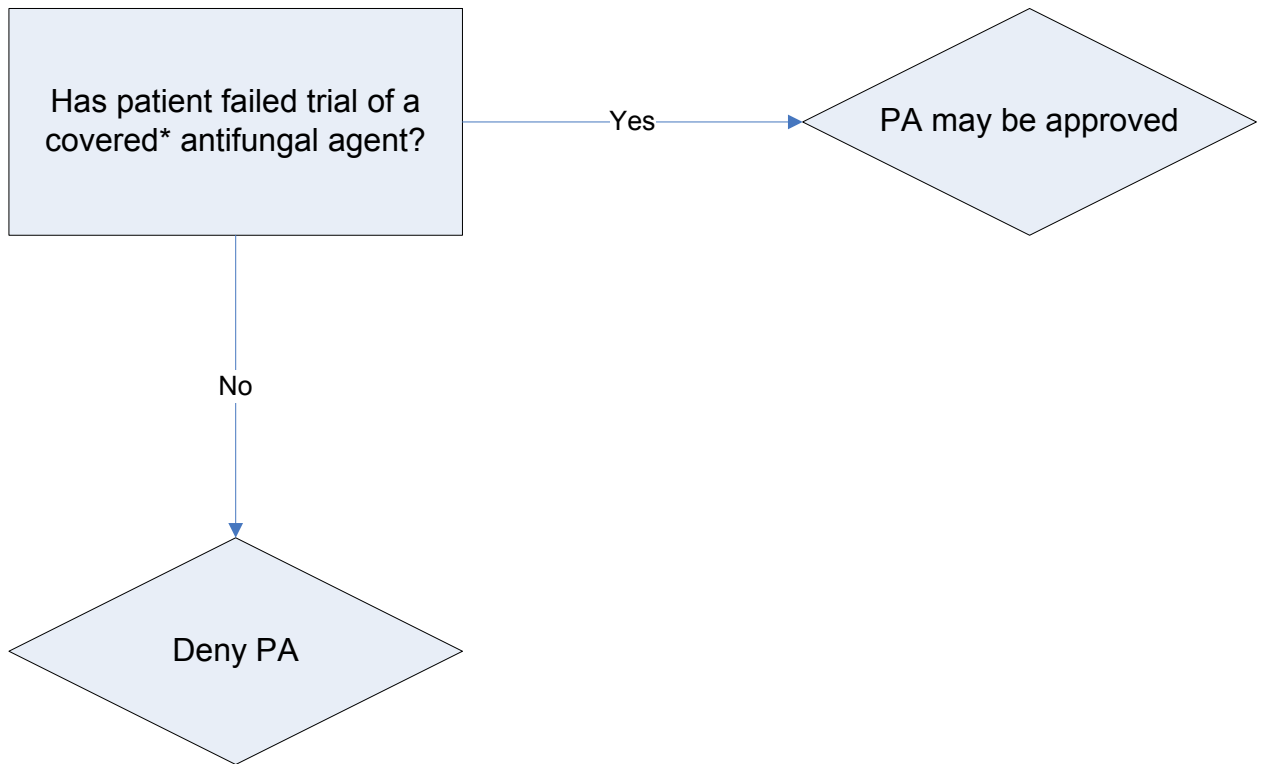 Has patient failed trial of a
covered* antifungal agent?
Yes
PA may be approved
No
Deny PA